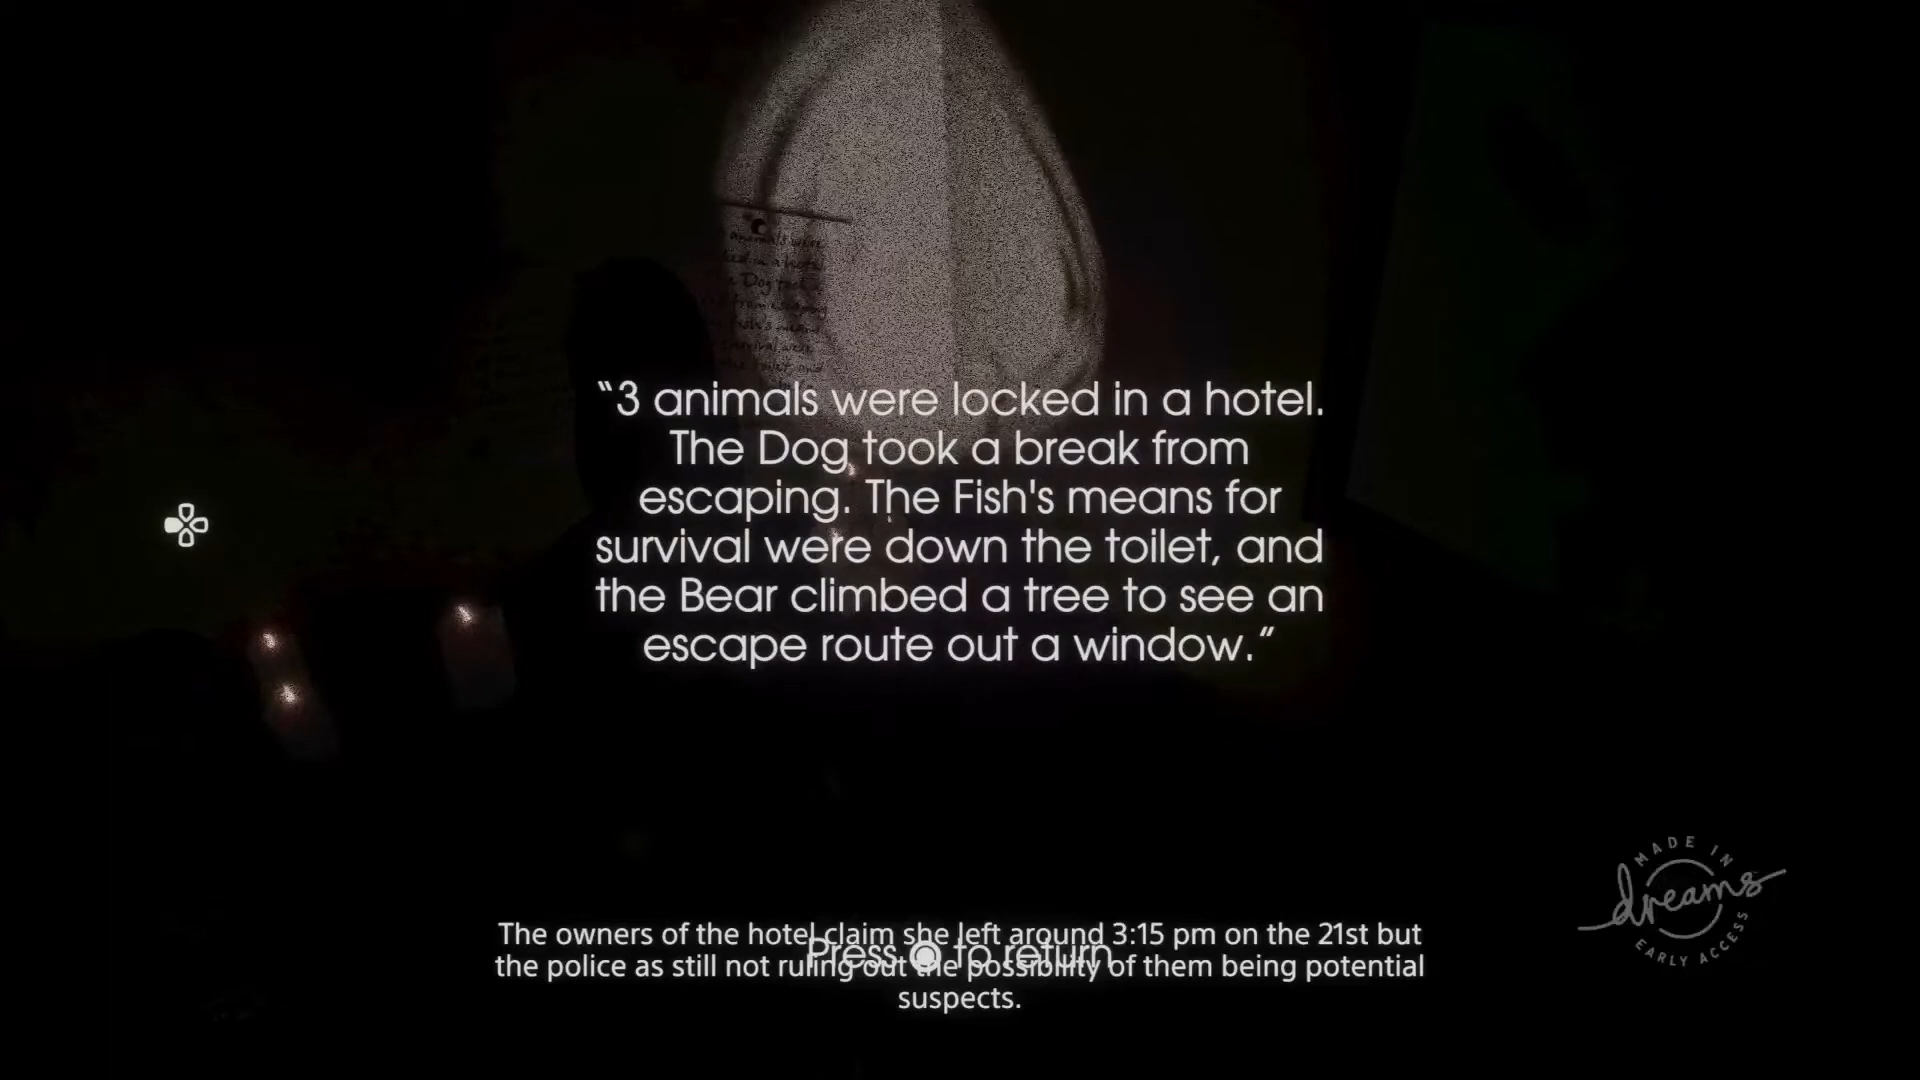 “3 animals were locked in a hotel.
The Dog took a break from
escaping. The Fish's means for
survival were down the toilet, and
the Bear climbed a tree to see an
escape route out a window.“
The owners of the hotel claim she left around 3:15 pm on the 21st but
Press to return
the police as still not ruling out the possibility of them being potential
suspects.
MADE IN
dreams
EARLY ACCESS